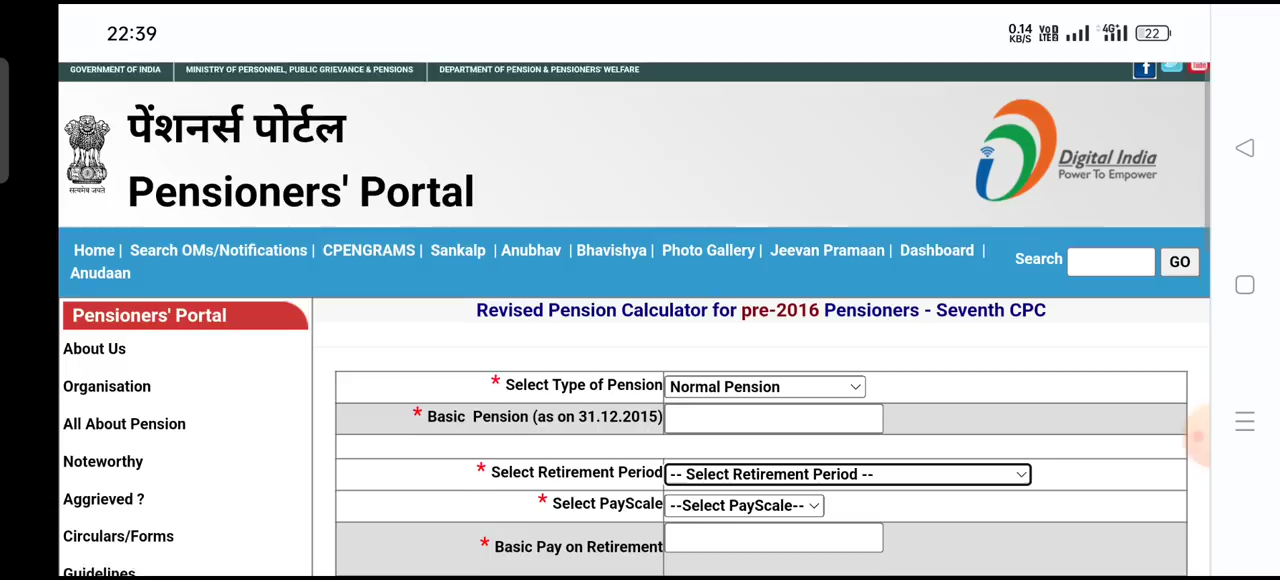 22:39
0.14 KB/S VoD LTE2 4G+ 22
GOVERNMENT OF INDIA MINISTRY OF PERSONNEL, PUBLIC GRIEVANCE & PENSIONS DEPARTMENT OF PENSION & PENSIONERS' WELFARE
पेंशनर्स पोर्टल
Pensioners' Portal
सत्यमेव जयते
Digital India
Power To Empower
Home | Search OMs/Notifications | CPENGRAMS | Sankalp | Anubhav | Bhavishya | Photo Gallery | Jeevan Pramaan | Dashboard |
Anudaan
Search GO
Pensioners' Portal
About Us
Organisation
All About Pension
Noteworthy
Aggrieved ?
Circulars/Forms
Guidelines
Revised Pension Calculator for pre-2016 Pensioners - Seventh CPC
* Select Type of Pension Normal Pension
* Basic Pension (as on 31.12.2015)
* Select Retirement Period -- Select Retirement Period --
* Select PayScale --Select PayScale--
* Basic Pay on Retirement